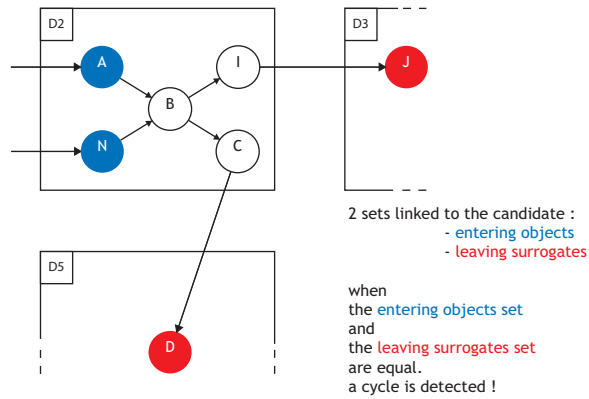 D2
D3
A
I
J
B
N
C
2 sets linked to the candidate :
- entering objects
- leaving surrogates
D5
when
the entering objects set
and
the leaving surrogates set
are equal.
a cycle is detected !
D